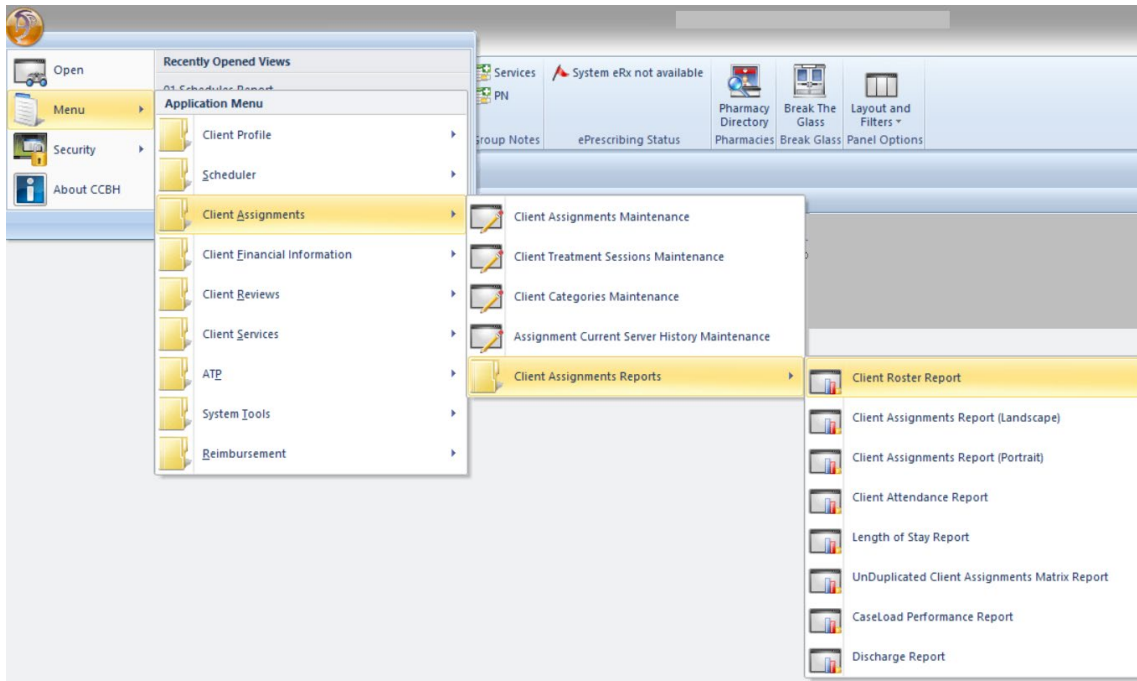 Open
Menu
Security
About CCBH
Recently Opened Views
01 Scheduler Report
Application Menu
Client Profile
Scheduler
Client Assignments
Client Financial Information
Client Reviews
Client Services
ATP
System Tools
Reimbursement
Services
PN
Group Notes
System eRx not available
ePrescribing Status
Pharmacy
Directory
Pharmacies
Break The
Glass
Break Glass
Layout and
Filters
Panel Options
Client Assignments Maintenance
Client Treatment Sessions Maintenance
Client Categories Maintenance
Assignment Current Server History Maintenance
Client Assignments Reports
Client Roster Report
Client Assignments Report (Landscape)
Client Assignments Report (Portrait)
Client Attendance Report
Length of Stay Report
UnDuplicated Client Assignments Matrix Report
CaseLoad Performance Report
Discharge Report